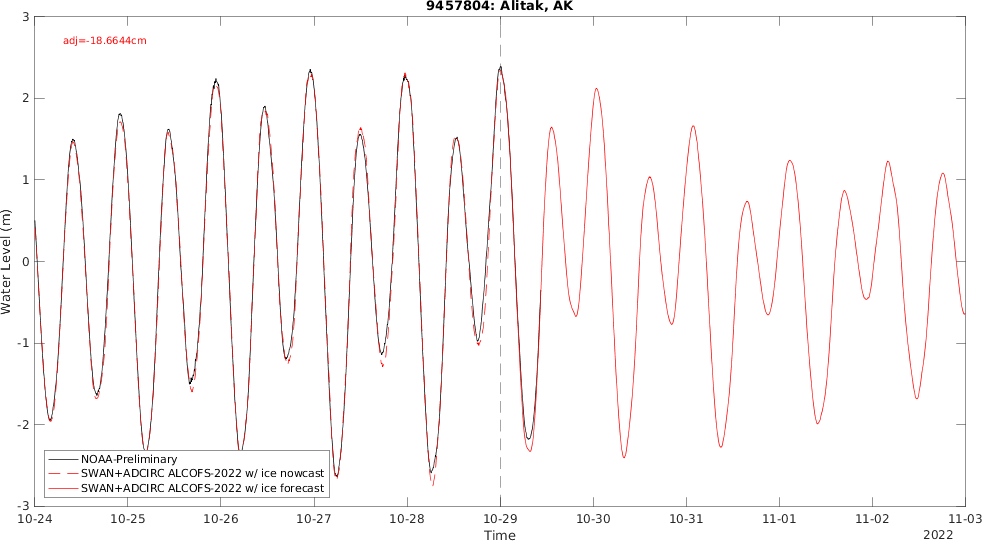 9457804: Alitak, AK
adj=-18.6644cm
Water Level (m)
3
2
1
0
-1
-2
-3
NOAA-Preliminary
SWAN+ADCIRC ALCOFS-2022 w/ ice nowcast
SWAN+ADCIRC ALCOFS-2022 w/ ice forecast
10-24 10-25 10-26 10-27 10-28 10-29 10-30 10-31 11-01 11-02 11-03
Time
2022